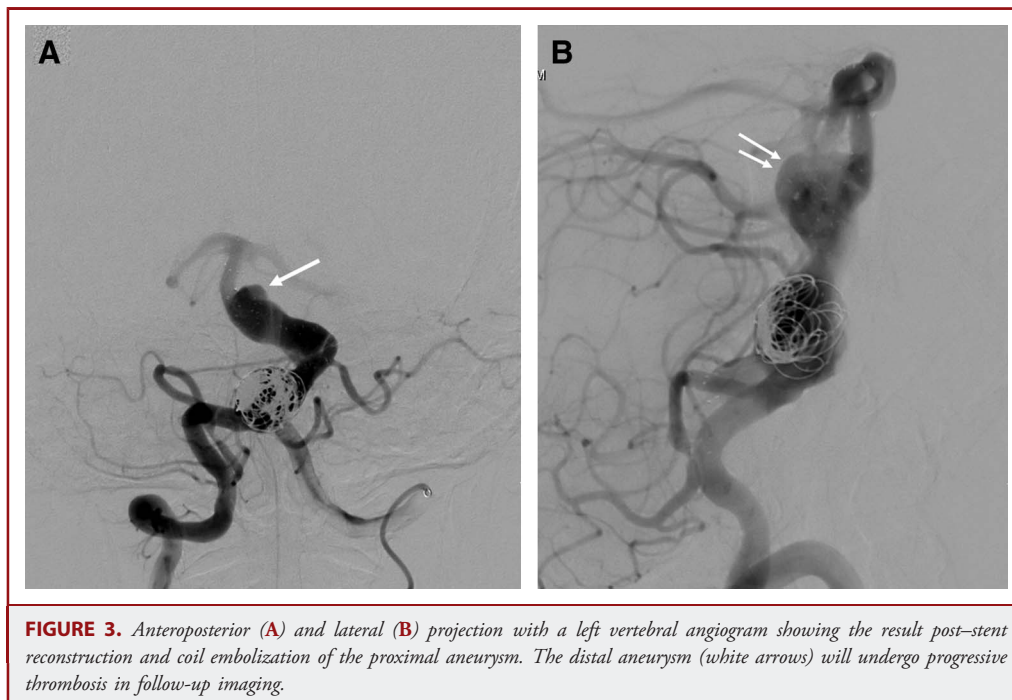 A
B
M
FIGURE 3. Anteroposterior (A) and lateral (B) projection with a left vertebral angiogram showing the result post–stent
reconstruction and coil embolization of the proximal aneurysm. The distal aneurysm (white arrows) will undergo progressive
thrombosis in follow-up imaging.